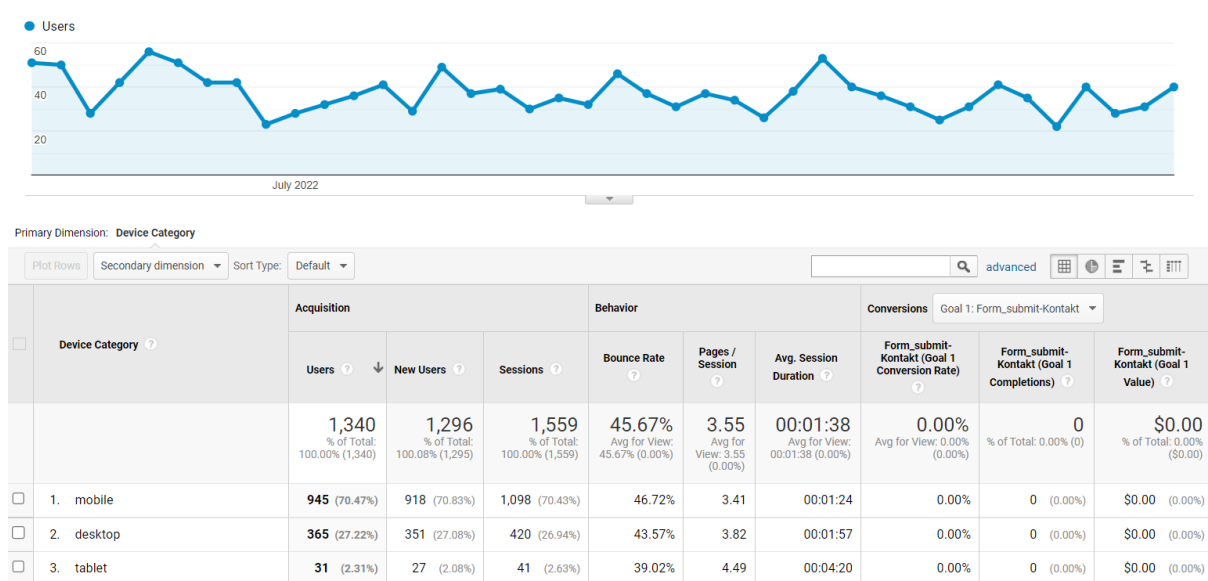 Users
60
40
20
July 2022
Primary Dimension: Device Category
Plot Rows Secondary dimension Sort Type: Default advanced
Acquisition Behavior Conversions Goal 1: Form_submit-Kontakt
Device Category ? Users ? New Users ? Sessions ? Bounce Rate ? Pages / Session ? Avg. Session Duration ? Form_submit-Kontakt (Goal 1 Conversion Rate) ? Form_submit-Kontakt (Goal 1 Completions) ? Form_submit-Kontakt (Goal 1 Value) ?
1,340 1,296 1,559 45.67% 3.55 00:01:38 0.00% 0 $0.00
% of Total: 100.00% (1,340) % of Total: 100.08% (1,295) % of Total: 100.00% (1,559) Avg for View: 45.67% (0.00%) Avg for View: 3.55 (0.00%) Avg for View: 00:01:38 (0.00%) Avg for View: 0.00% (0.00%) % of Total: 0.00% (0) % of Total: 0.00% ($0.00)
1. mobile 945 (70.47%) 918 (70.83%) 1,098 (70.43%) 46.72% 3.41 00:01:24 0.00% 0 (0.00%) $0.00 (0.00%)
2. desktop 365 (27.22%) 351 (27.08%) 420 (26.94%) 43.57% 3.82 00:01:57 0.00% 0 (0.00%) $0.00 (0.00%)
3. tablet 31 (2.31%) 27 (2.08%) 41 (2.63%) 39.02% 4.49 00:04:20 0.00% 0 (0.00%) $0.00 (0.00%)